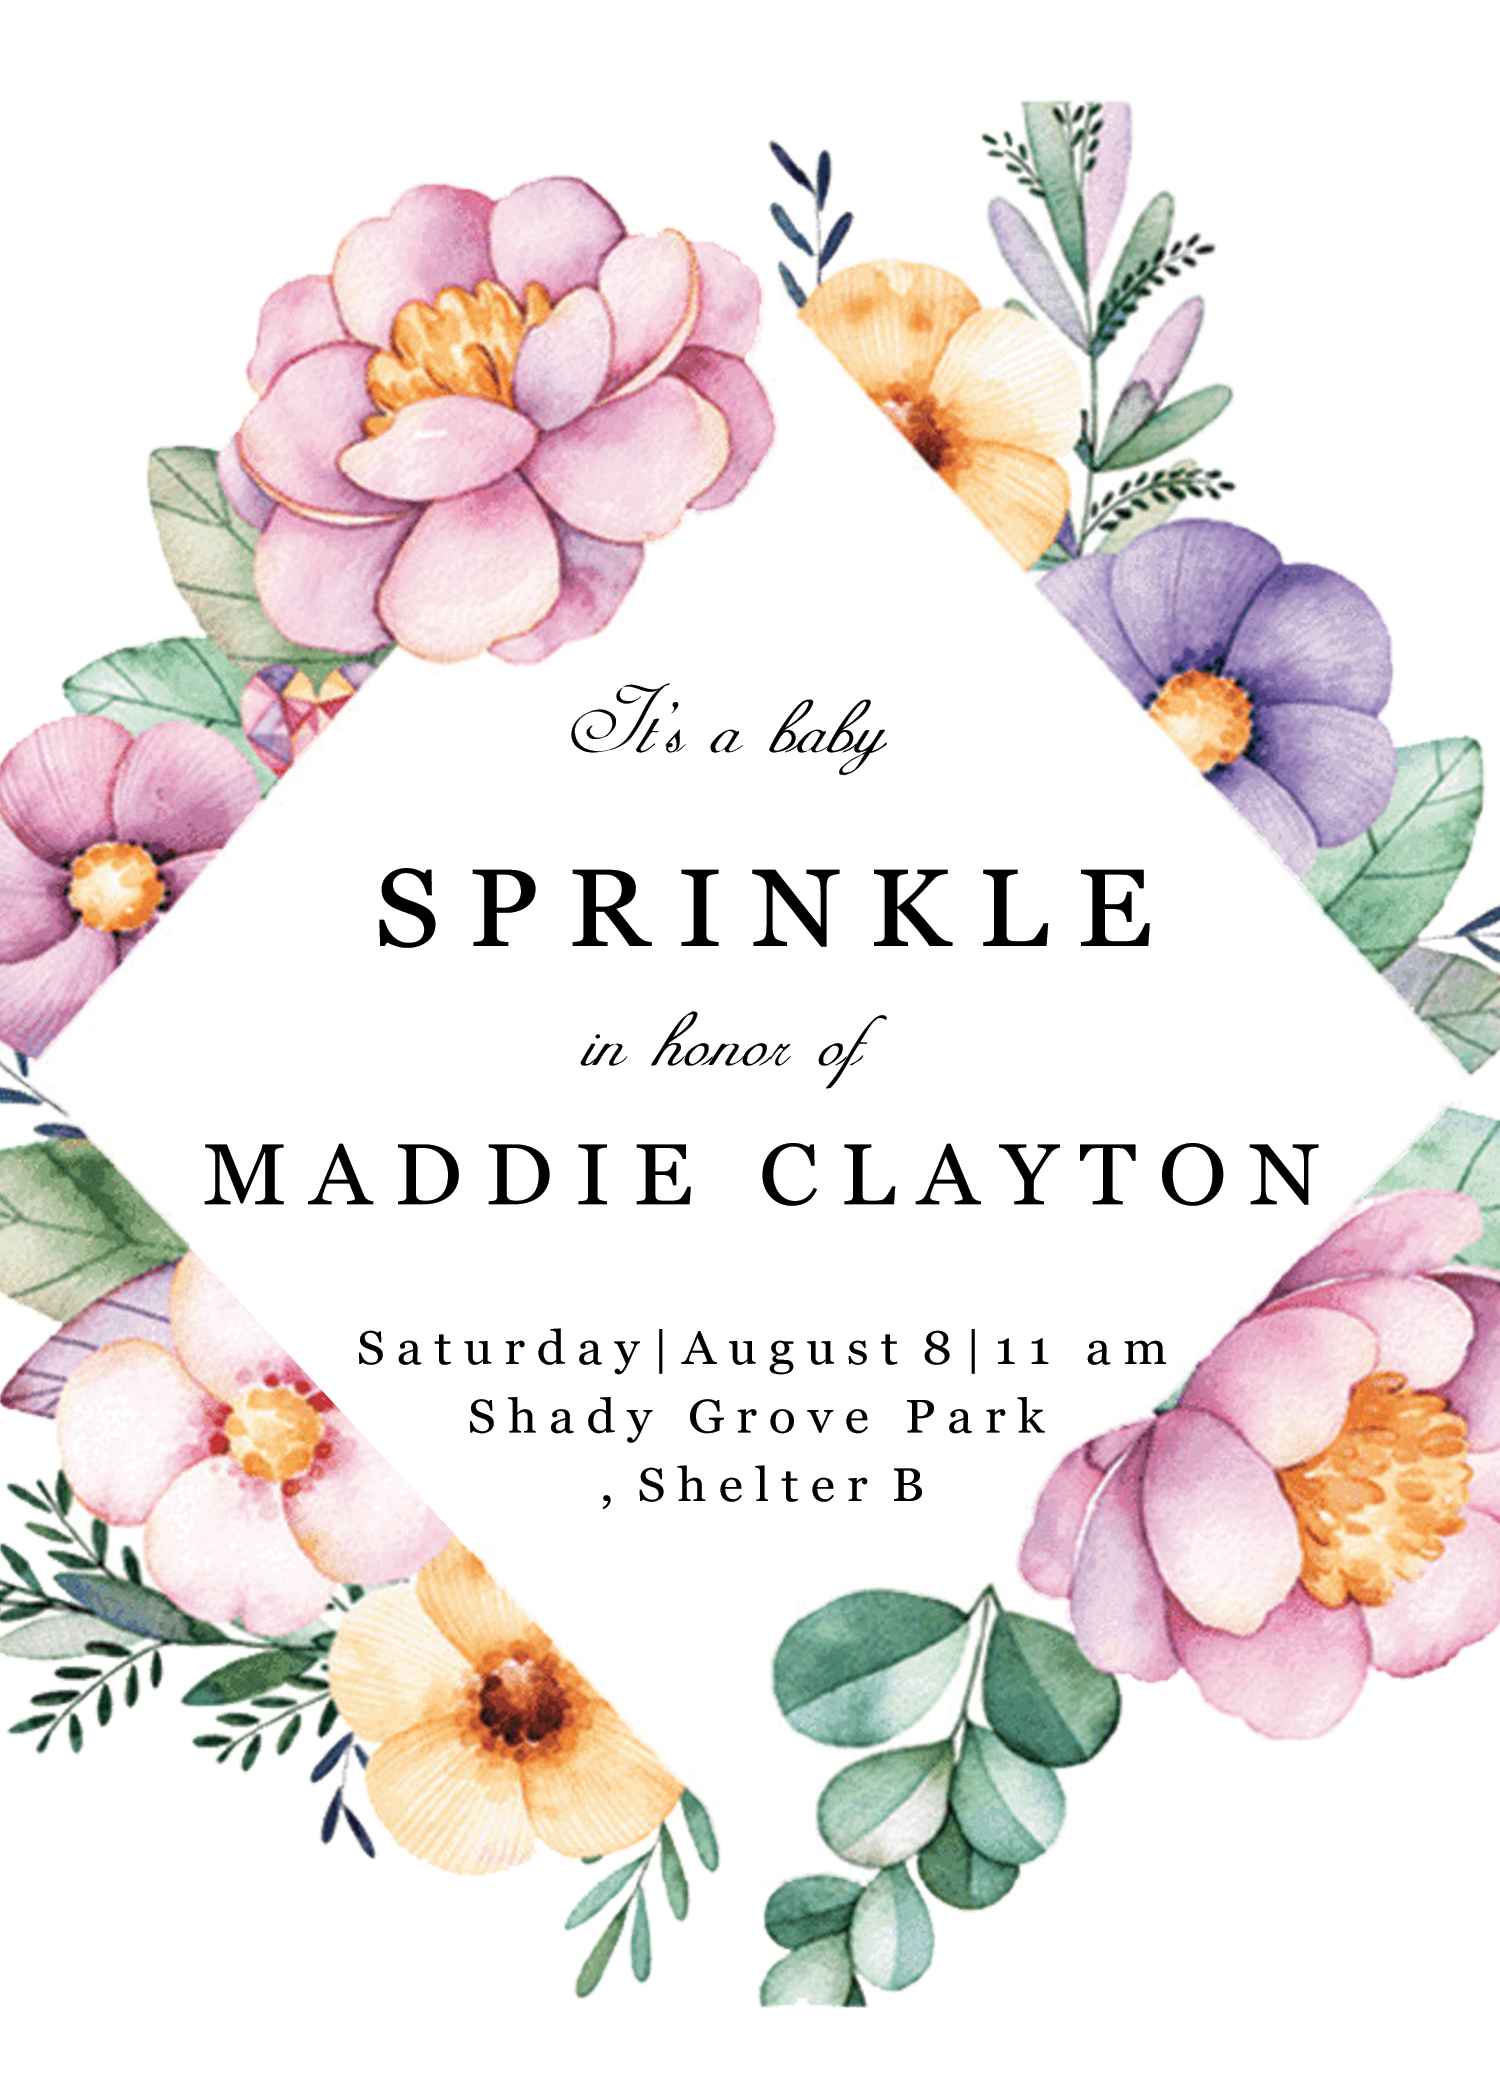 It's a baby
SPRINKLE
in honor of
MADDIE CLAYTON
Saturday|August 8|11 am
Shady Grove Park
, Shelter B